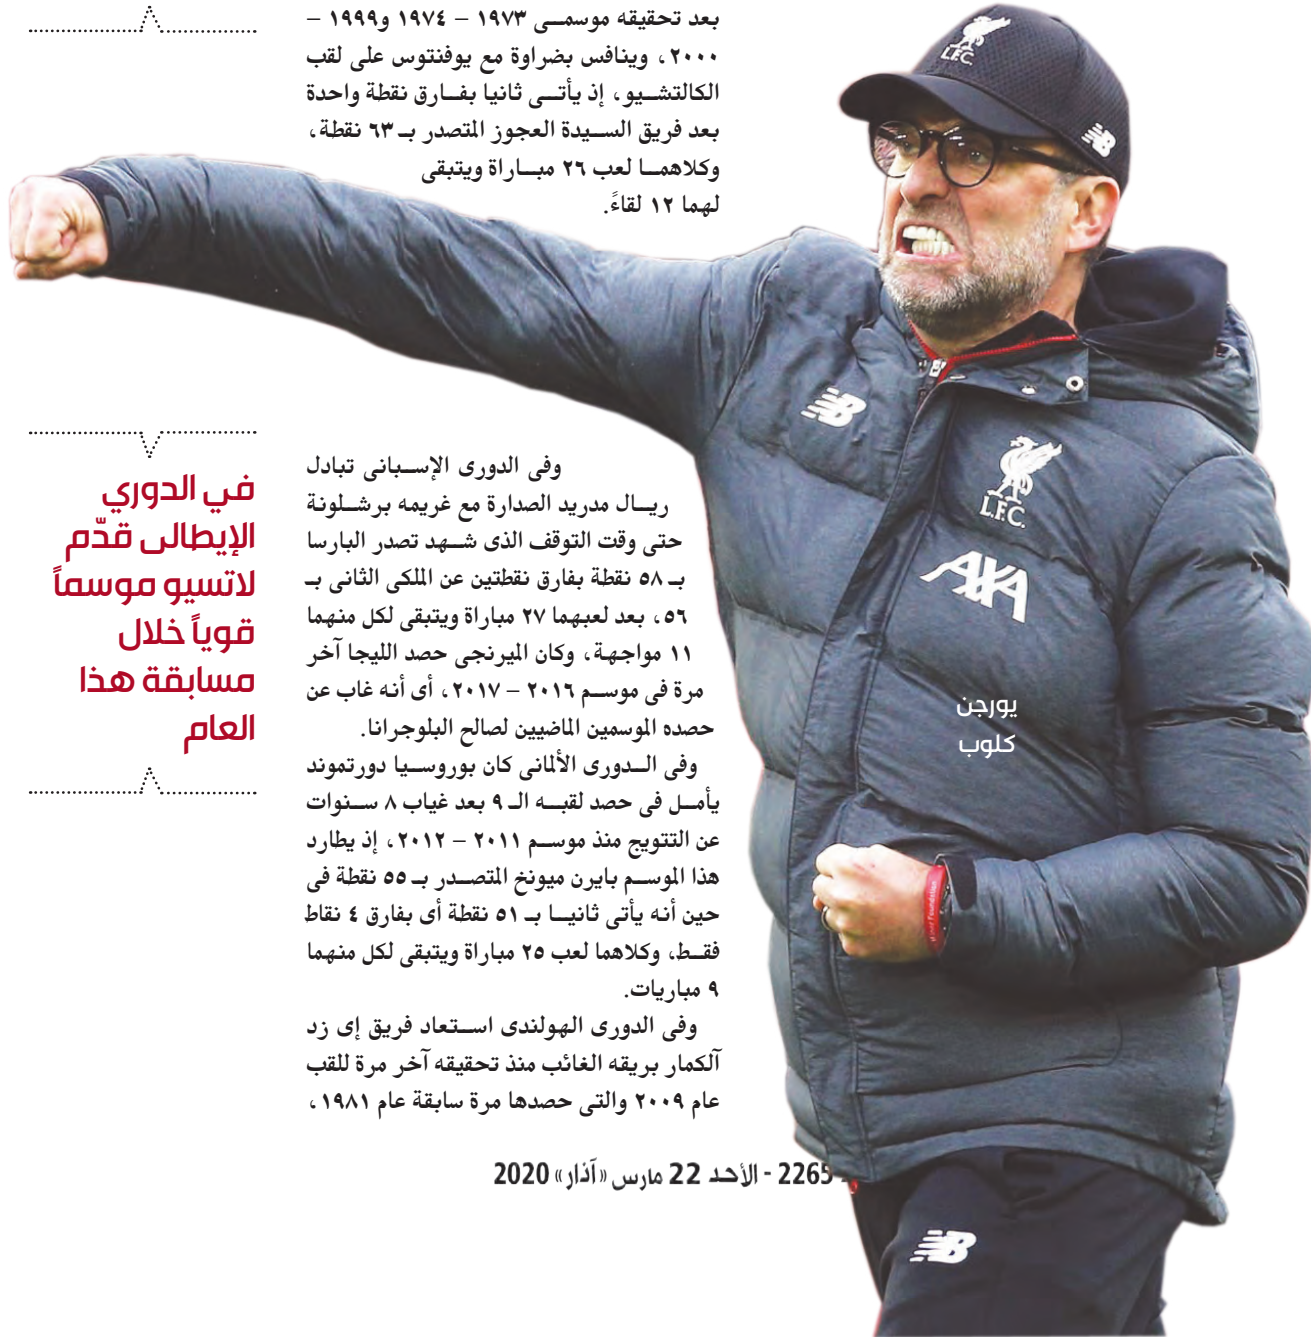 بعد تحقيقه موسمى ١٩٧٣ – ١٩٧٤ و١٩٩٩ –
٢٠٠٠، وينافس بضراوة مع يوفنتوس على لقب
الكالتشيو، إذ يأتى ثانيا بفارق نقطة واحدة
بعد فريق السيدة العجوز المتصدر بـ ٦٣ نقطة،
وكلاهما لعب ٢٦ مباراة ويتبقى
لهما ١٢ لقاءً.
وفى الدورى الإسبانى تبادل
ريال مدريد الصدارة مع غريمه برشلونة
حتى وقت التوقف الذى شهد تصدر البارسا
بـ ٥٨ نقطة بفارق نقطتين عن الملكى الثانى بـ
٥٦، بعد لعبهما ٢٧ مباراة ويتبقى لكل منهما
١١ مواجهة، وكان الميرنجى حصد الليجا آخر
مرة فى موسم ٢٠١٦ – ٢٠١٧، أى أنه غاب عن
حصده الموسمين الماضيين لصالح البلوجرانا.
وفى الدورى الألمانى كان بوروسيا دورتموند
يأمل فى حصد لقبه الـ ٩ بعد غياب ٨ سنوات
عن التتويج منذ موسم ٢٠١١ – ٢٠١٢، إذ يطارد
هذا الموسم بايرن ميونخ المتصدر بـ ٥٥ نقطة فى
حين أنه يأتى ثانيا بـ ٥١ نقطة أى بفارق ٤ نقاط
فقط، وكلاهما لعب ٢٥ مباراة ويتبقى لكل منهما
٩ مباريات.
وفى الدورى الهولندى استعاد فريق إى زد
آلكمار بريقه الغائب منذ تحقيقه آخر مرة للقب
عام ٢٠٠٩ والتى حصدها مرة سابقة عام ١٩٨١،
في الدوري
الإيطالى قدّم
لاتسيو موسماً
قوياً خلال
مسابقة هذا
العام
يورجن
كلوب
L.F.C.
NB
NB
L.F.C.
AXA
Foundation
NB
2265 - الأحد 22 مارس «آذار» 2020